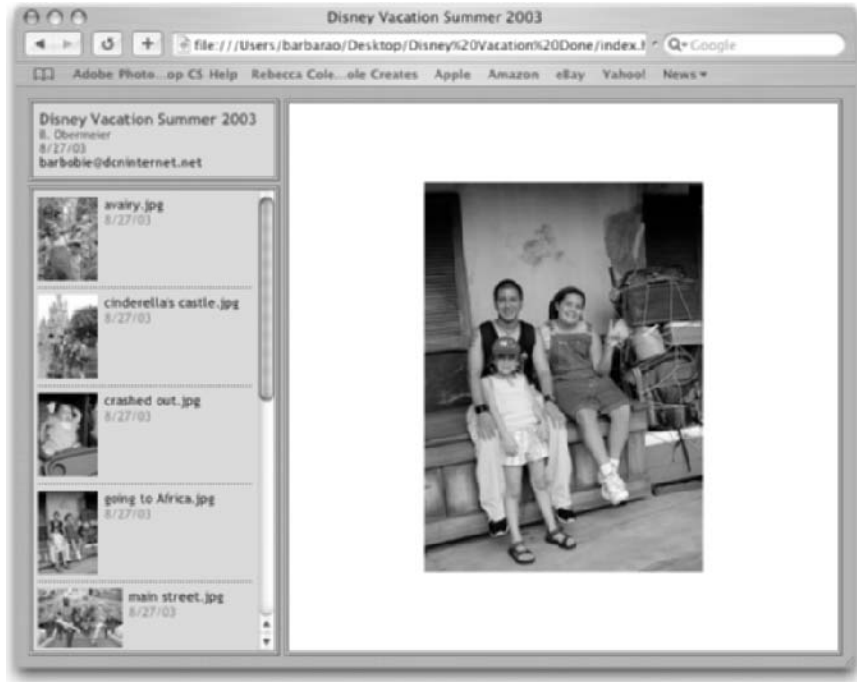 Disney Vacation Summer 2003
file:///Users/barbarao/Desktop/Disney%20Vacation%20Done/index.h
Google
Adobe Photo...op CS Help Rebecca Cole...ole Creates Apple Amazon eBay Yahoo! News
Disney Vacation Summer 2003
B. Obermeier
8/27/03
barbobie@dcninternet.net
avairy.jpg
8/27/03
cinderella's castle.jpg
8/27/03
crashed out.jpg
8/27/03
going to Africa.jpg
8/27/03
main street.jpg
8/27/03